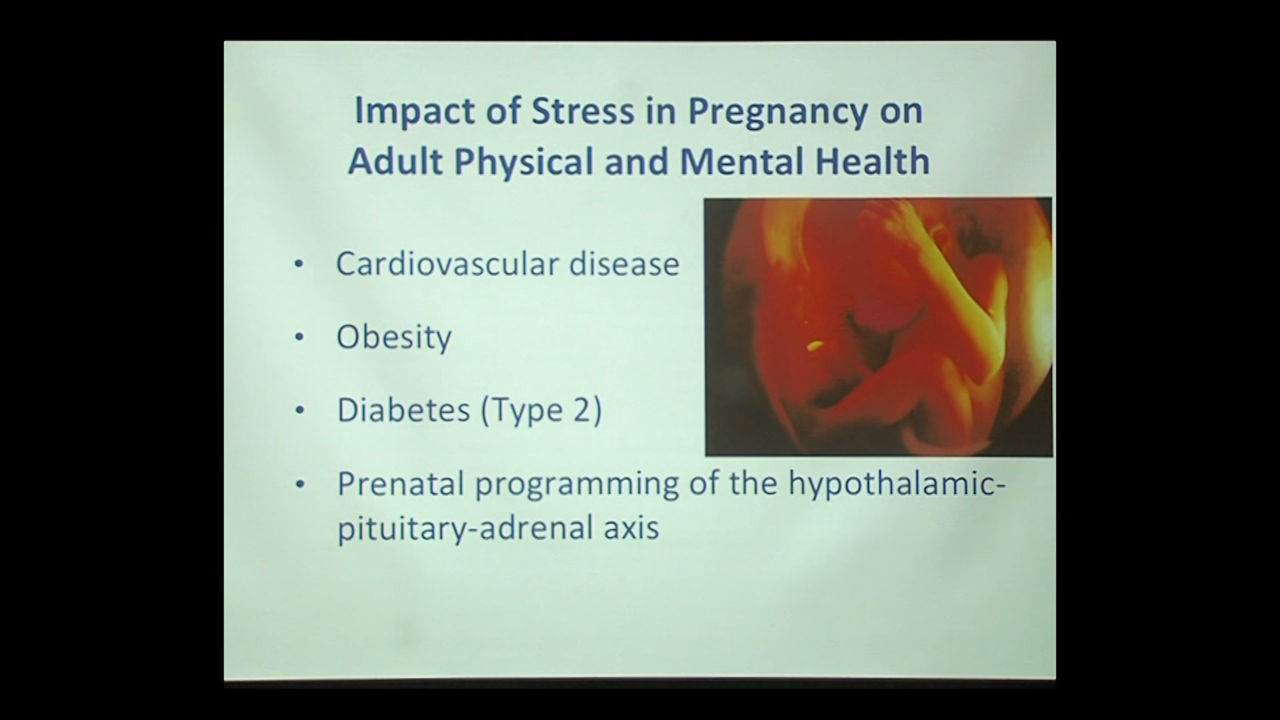 Impact of Stress in Pregnancy on
Adult Physical and Mental Health
• Cardiovascular disease
• Obesity
• Diabetes (Type 2)
• Prenatal programming of the hypothalamic-
pituitary-adrenal axis